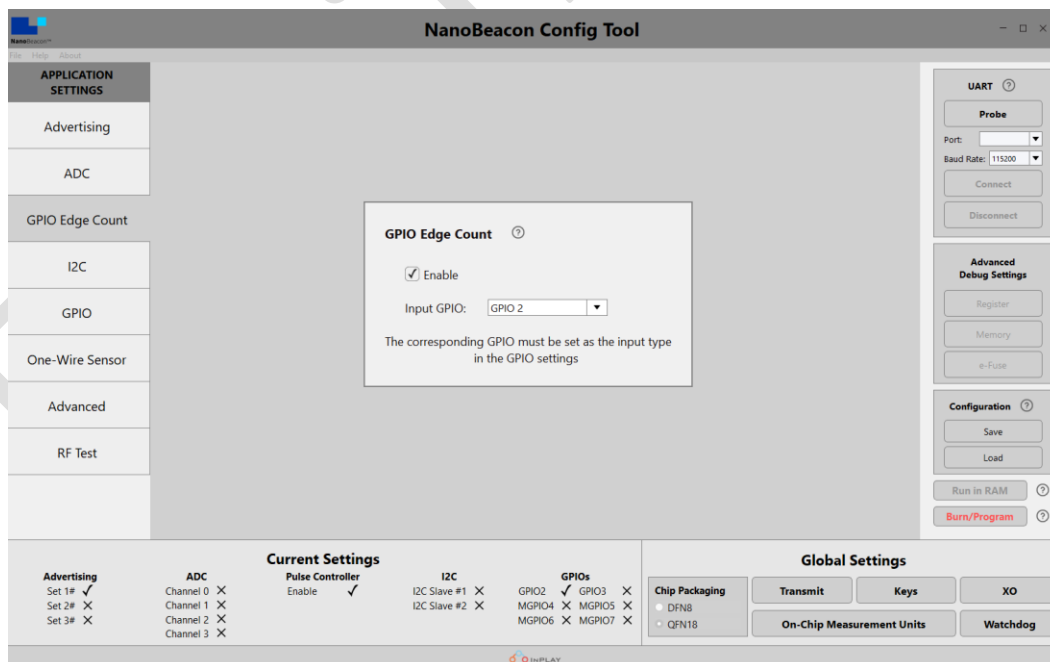 NanoBeacon Config Tool
NanoBeacon™
File Help About
APPLICATION
SETTINGS
Advertising
ADC
GPIO Edge Count
I2C
GPIO
One-Wire Sensor
Advanced
RF Test
GPIO Edge Count ?
✓ Enable
Input GPIO: GPIO 2
The corresponding GPIO must be set as the input type
in the GPIO settings
UART ?
Probe
Port:
Baud Rate: 115200
Connect
Disconnect
Advanced
Debug Settings
Register
Memory
e-Fuse
Configuration ?
Save
Load
Run in RAM ?
Burn/Program ?
Current Settings
Advertising
Set 1# ✓
Set 2# ✕
Set 3# ✕
ADC
Channel 0 ✕
Channel 1 ✕
Channel 2 ✕
Channel 3 ✕
Pulse Controller
Enable ✓
I2C
I2C Slave #1 ✕
I2C Slave #2 ✕
GPIOs
GPIO2 ✓ GPIO3 ✕
MGPIO4 ✕ MGPIO5 ✕
MGPIO6 ✕ MGPIO7 ✕
Global Settings
Chip Packaging
DFN8
QFN18
Transmit
Keys
XO
On-Chip Measurement Units
Watchdog
INPLAY